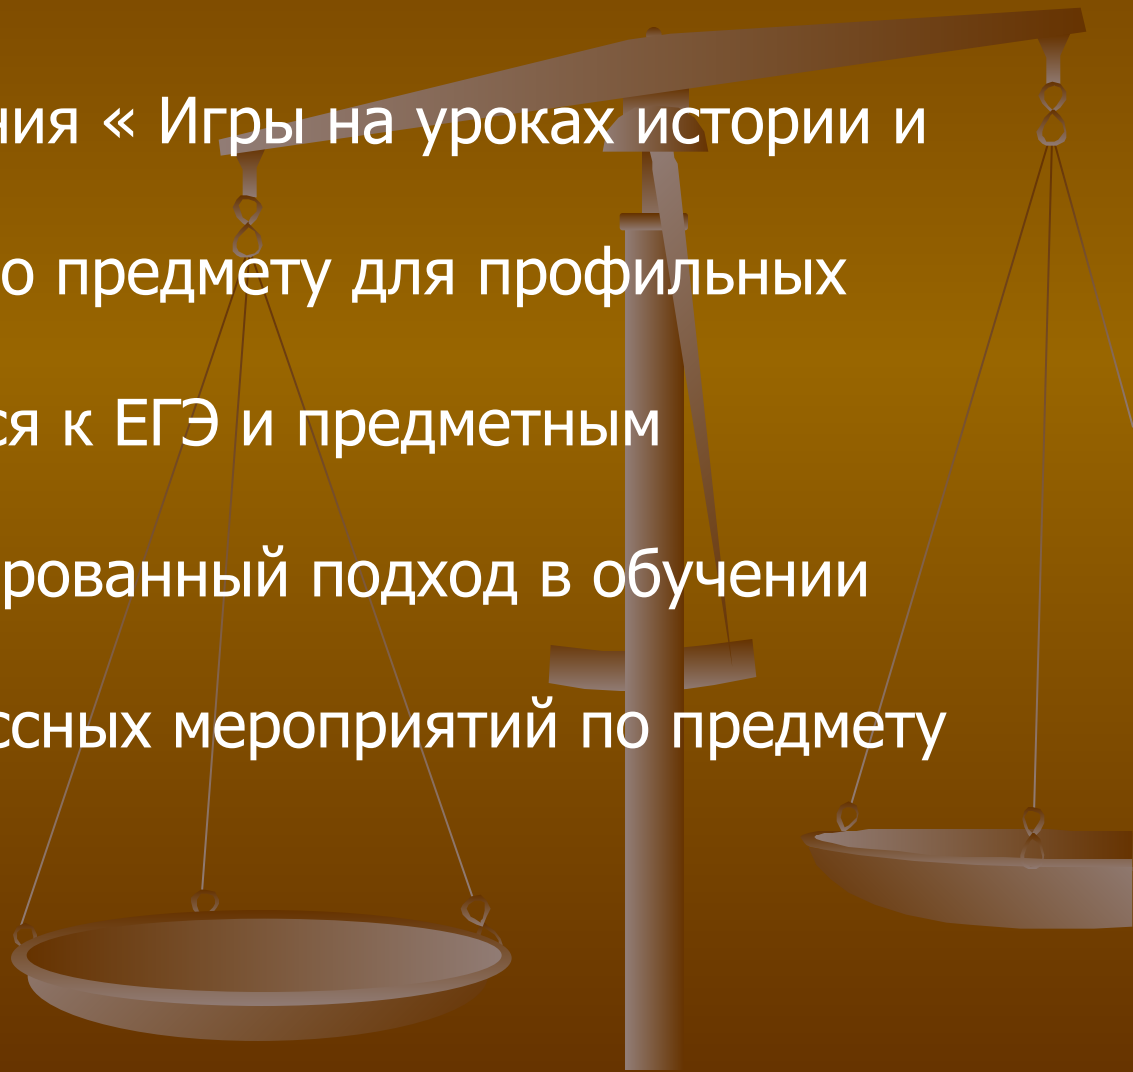 ния « Игры на уроках истории и
о предмету для профильных
ся к ЕГЭ и предметным
рованный подход в обучении
ссных мероприятий по предмету